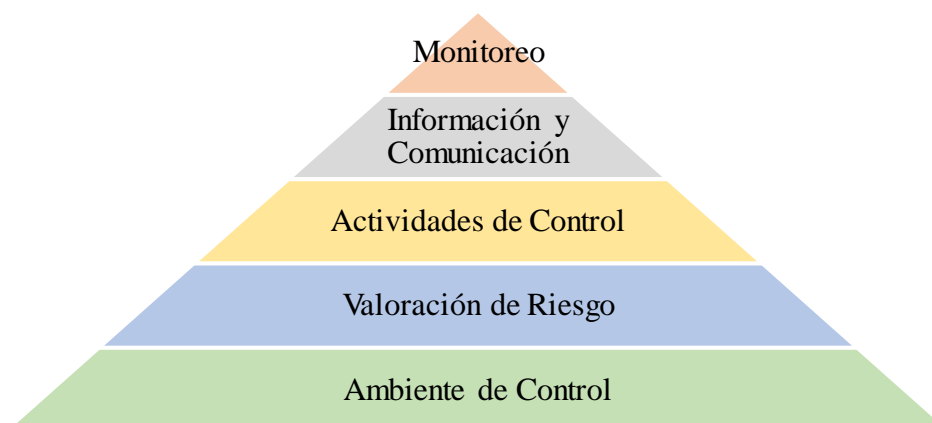 Monitoreo
Información y
Comunicación
Actividades de Control
Valoración de Riesgo
Ambiente de Control